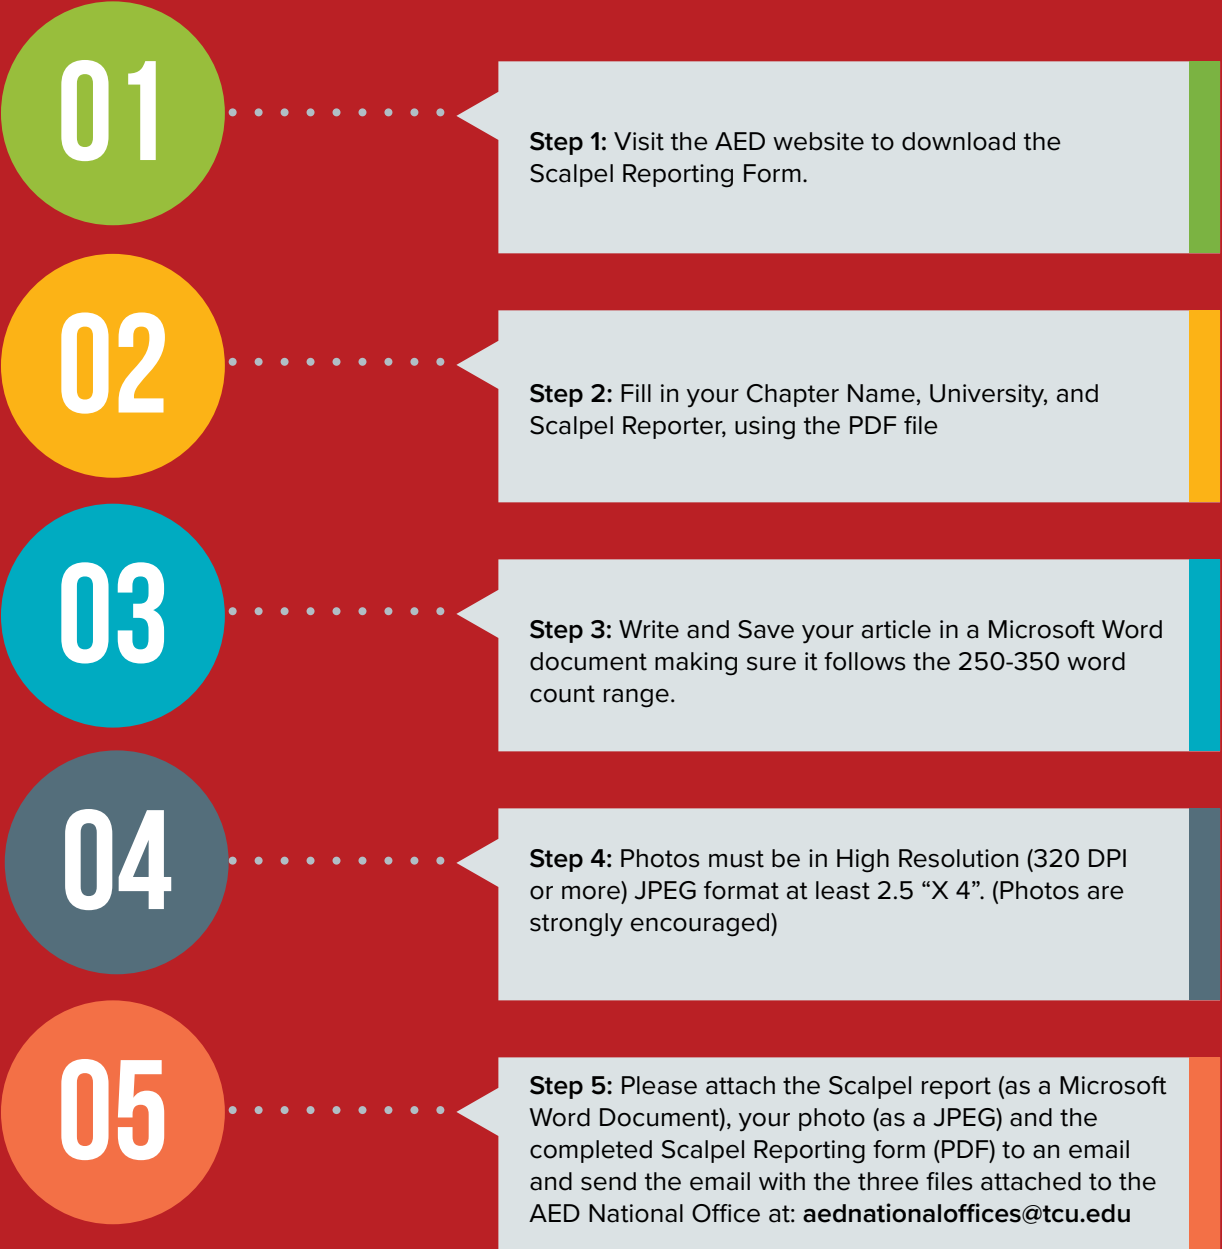 01
Step 1: Visit the AED website to download the
Scalpel Reporting Form.
02
Step 2: Fill in your Chapter Name, University, and
Scalpel Reporter, using the PDF file
03
Step 3: Write and Save your article in a Microsoft Word
document making sure it follows the 250-350 word
count range.
04
Step 4: Photos must be in High Resolution (320 DPI
or more) JPEG format at least 2.5 “X 4”. (Photos are
strongly encouraged)
05
Step 5: Please attach the Scalpel report (as a Microsoft
Word Document), your photo (as a JPEG) and the
completed Scalpel Reporting form (PDF) to an email
and send the email with the three files attached to the
AED National Office at: aednationaloffices@tcu.edu